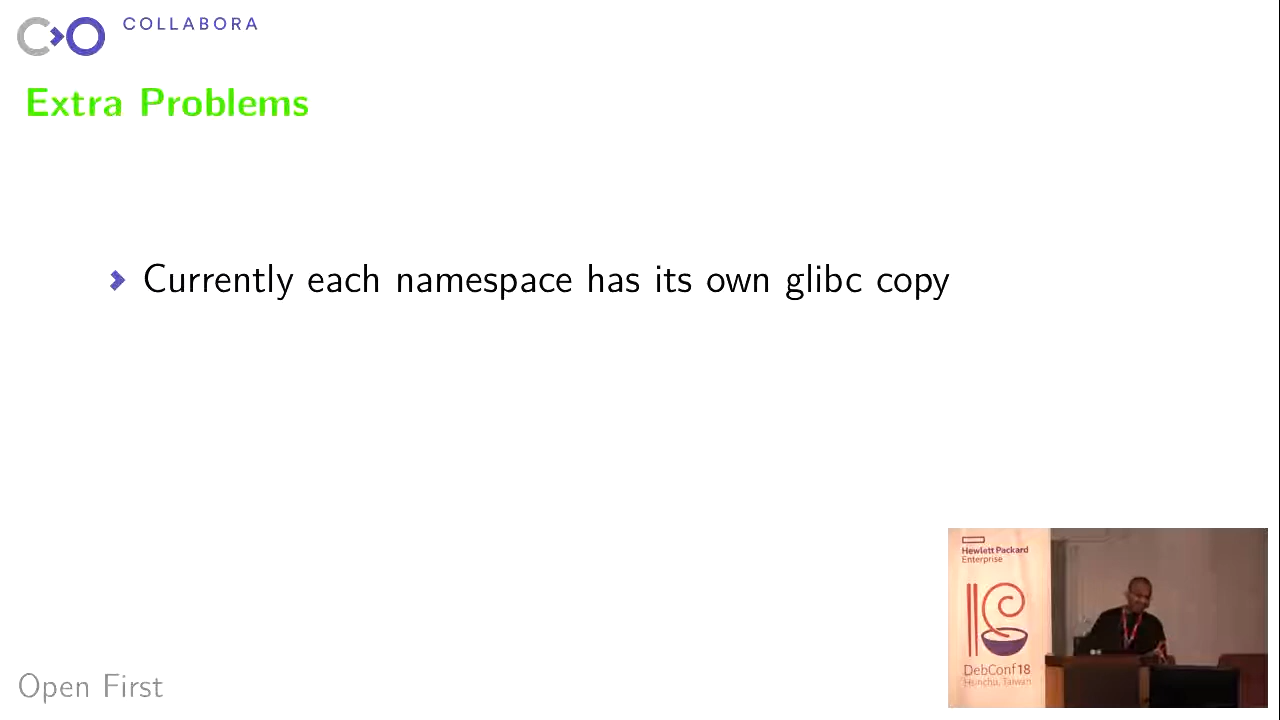 COLLABORA
Extra Problems
Currently each namespace has its own glibc copy
Hewlett Packard
Enterprise
DebConf18
Hsinchu, Taiwan
Open First